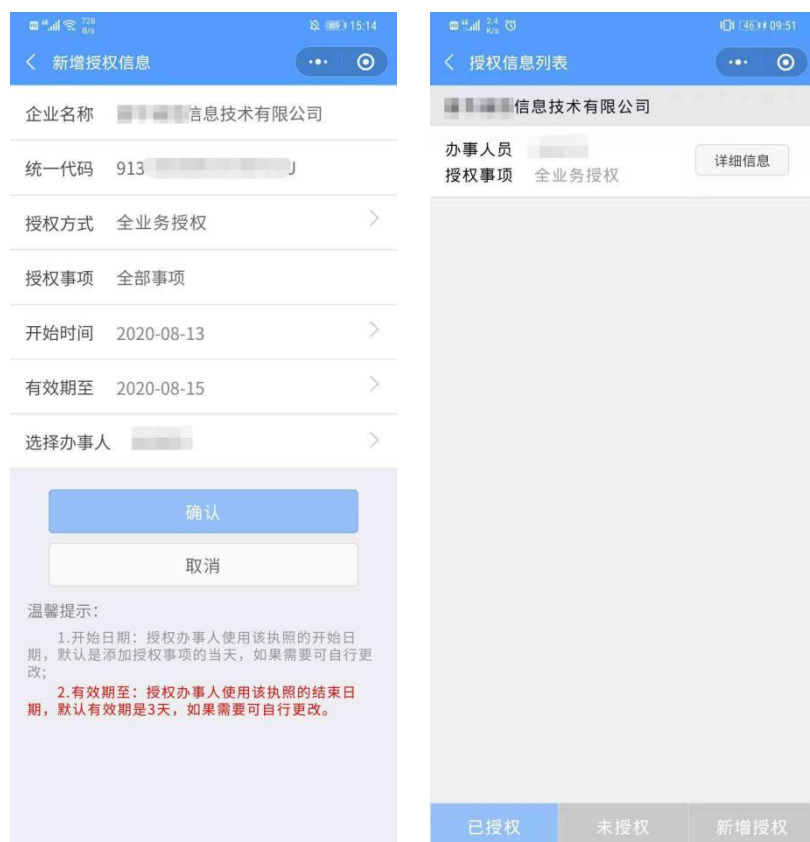 728
B/s
69
15:14
新增授权信息
企业名称 信息技术有限公司
统一代码 913 J
授权方式 全业务授权
授权事项 全部事项
开始时间 2020-08-13
有效期至 2020-08-15
选择办事人
确认
取消
温馨提示:
1.开始日期：授权办事人使用该执照的开始日
期，默认是添加授权事项的当天，如果需要可自行更
改;
2.有效期至：授权办事人使用该执照的结束日
期，默认有效期是3天，如果需要可自行更改。
2.4
K/s
46
09:51
授权信息列表
信息技术有限公司
办事人员
授权事项 全业务授权
详细信息
已授权
未授权
新增授权